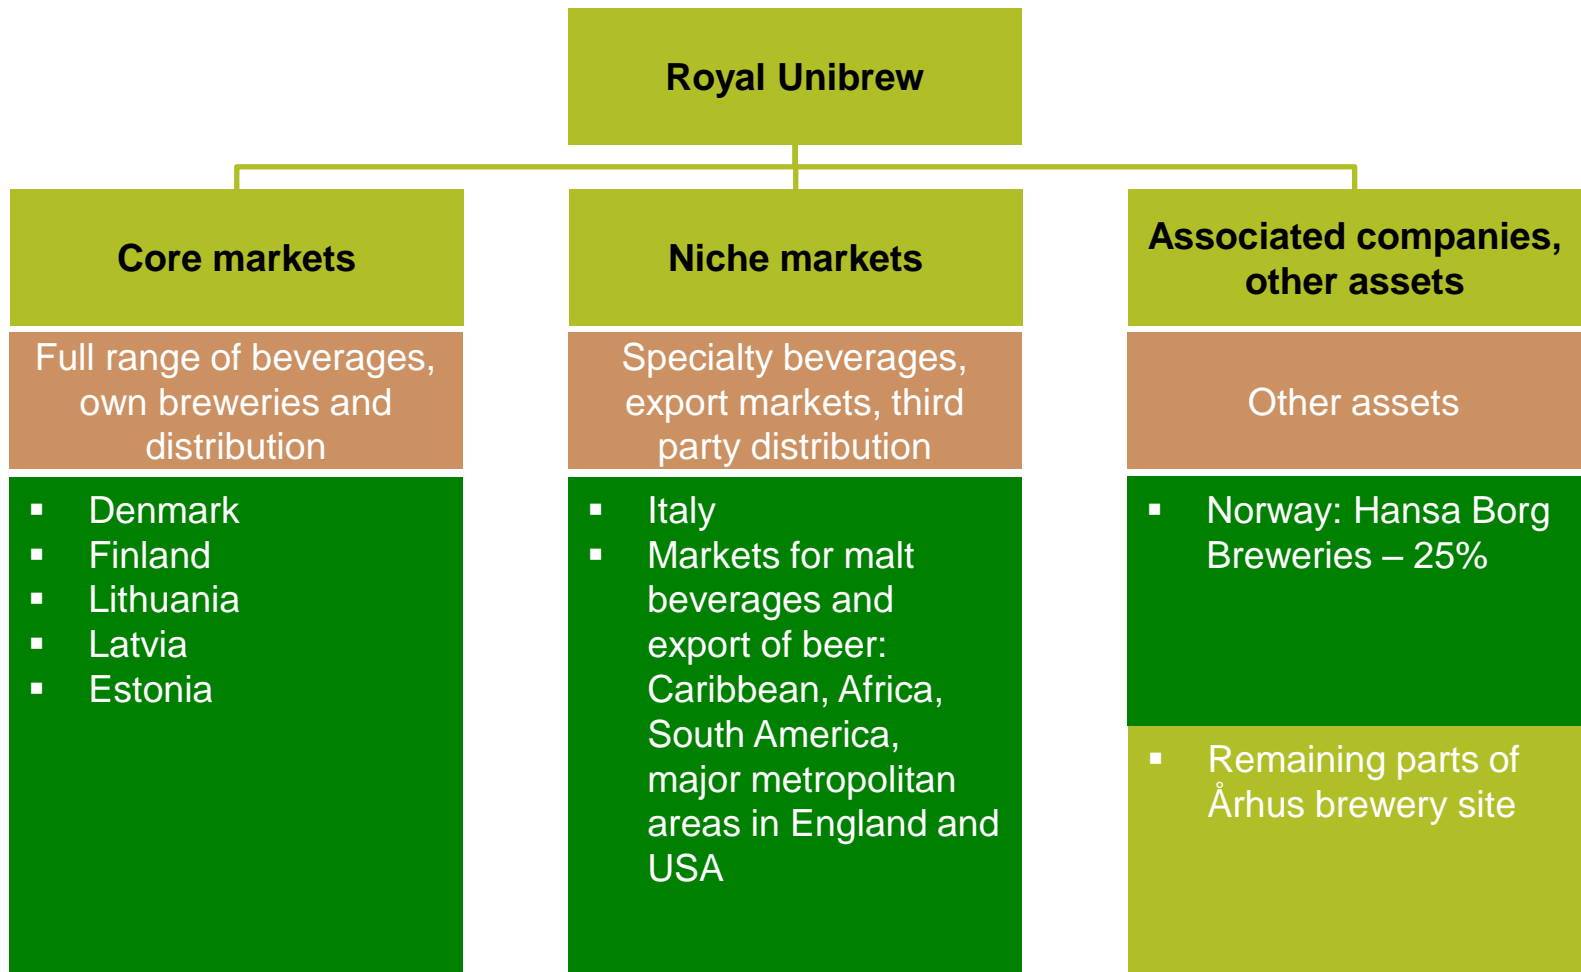 Royal Unibrew
Core markets
Full range of beverages,
own breweries and
distribution
▪ Denmark
▪ Finland
▪ Lithuania
▪ Latvia
▪ Estonia
Niche markets
Specialty beverages,
export markets, third
party distribution
▪ Italy
▪ Markets for malt
beverages and
export of beer:
Caribbean, Africa,
South America,
major metropolitan
areas in England and
USA
Associated companies,
other assets
Other assets
▪ Norway: Hansa Borg
Breweries – 25%
▪ Remaining parts of
Århus brewery site